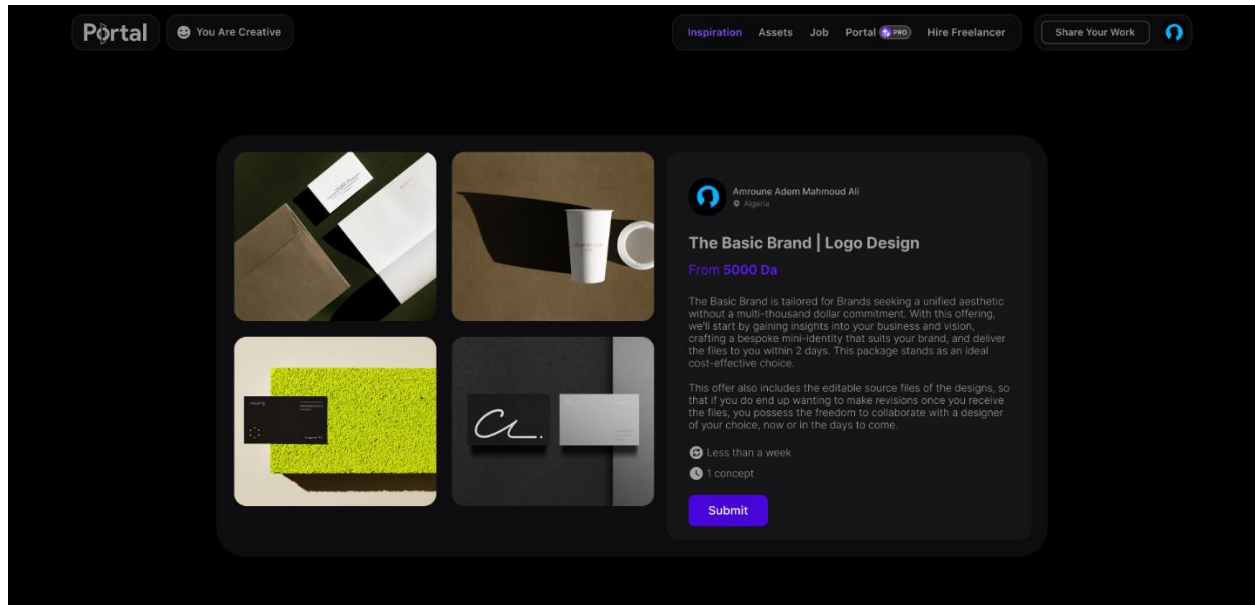 Portal
You Are Creative
Inspiration
Assets
Job
Portal PRO
Hire Freelancer
Share Your Work
Amroune Adem Mahmoud Ali
Algeria
The Basic Brand | Logo Design
From 5000 Da
The Basic Brand is tailored for Brands seeking a unified aesthetic
without a multi-thousand dollar commitment. With this offering,
we'll start by gaining insights into your business and vision,
crafting a bespoke mini-identity that suits your brand, and deliver
the files to you within 2 days. This package stands as an ideal
cost-effective choice.
This offer also includes the editable source files of the designs, so
that if you do end up wanting to make revisions once you receive
the files, you possess the freedom to collaborate with a designer
of your choice, now or in the days to come.
Less than a week
1 concept
Submit